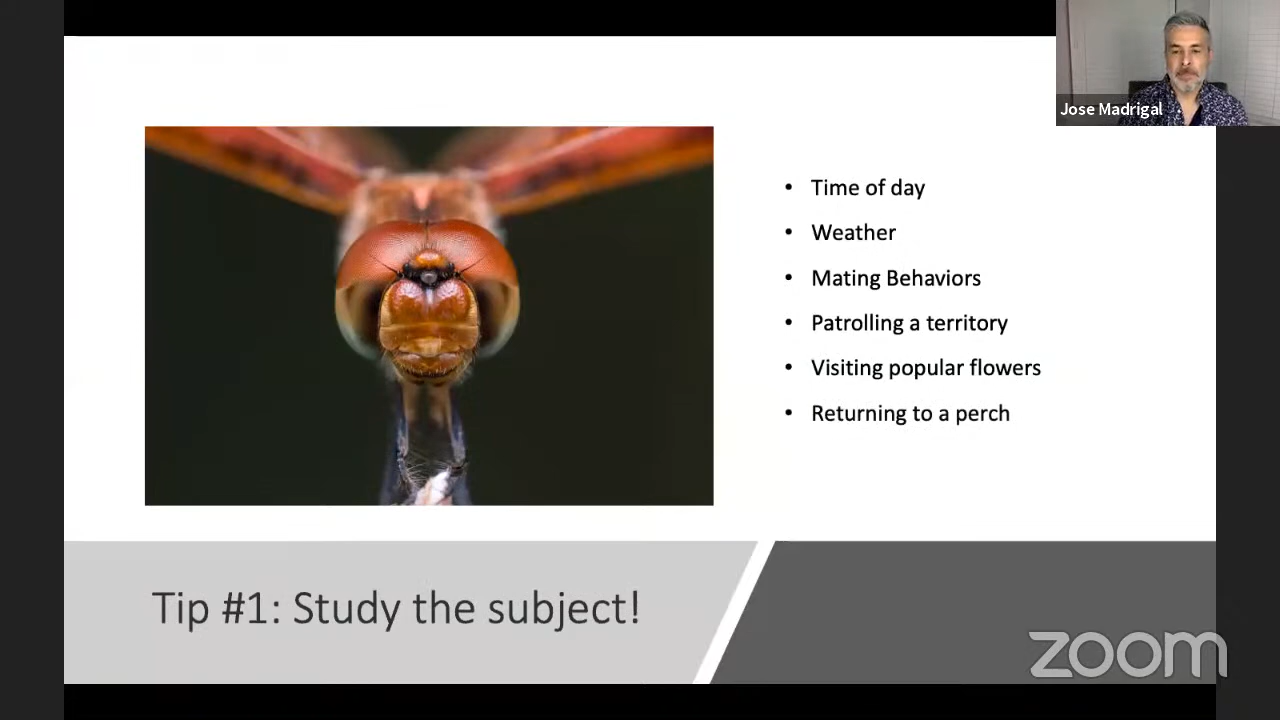 Jose Madrigal
• Time of day
• Weather
• Mating Behaviors
• Patrolling a territory
• Visiting popular flowers
• Returning to a perch
Tip #1: Study the subject!
zoom